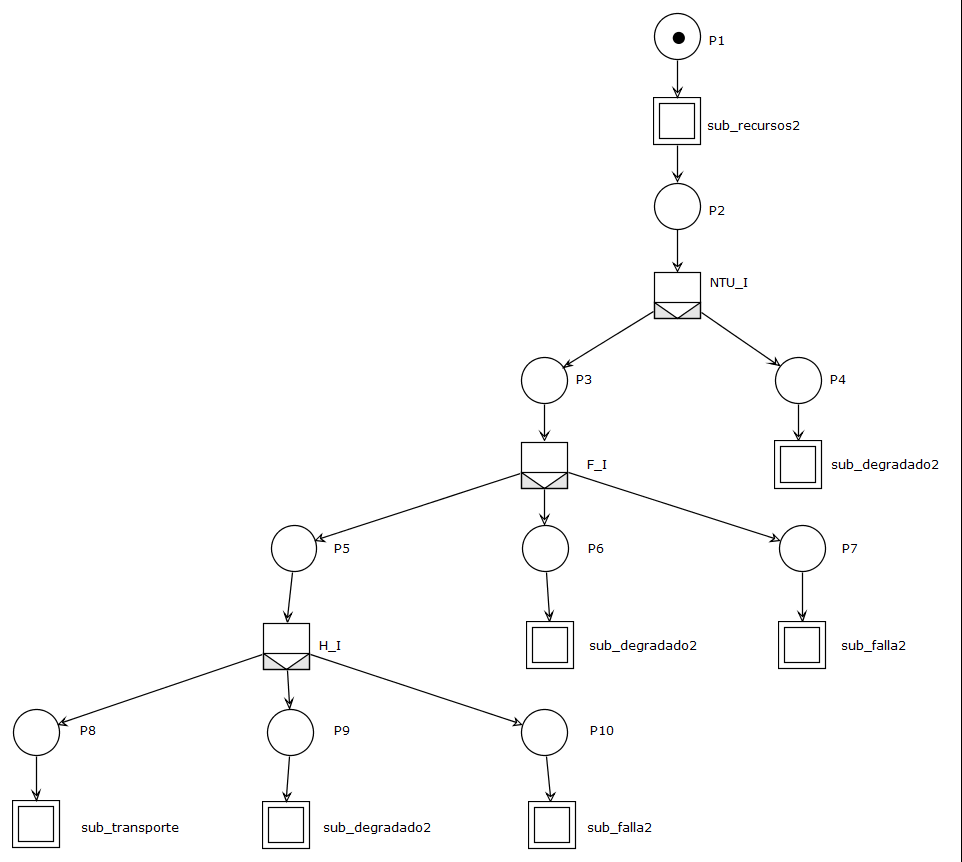 P1
sub_recursos2
P2
NTU_I
P3
P4
F_I
sub_degradado2
P5
P6
P7
H_I
sub_degradado2
sub_falla2
P8
P9
P10
sub_transporte
sub_degradado2
sub_falla2